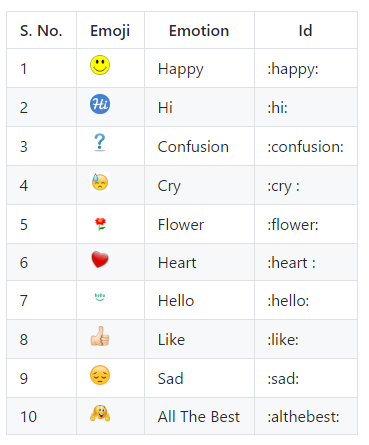 S. No. Emoji Emotion Id
1 Happy :happy:
2 Hi Hi :hi:
3 ? Confusion :confusion:
4 Cry :cry :
5 Flower :flower:
6 Heart :heart :
7 hello Hello :hello:
8 Like :like:
9 Sad :sad:
10 All The Best :althebest: